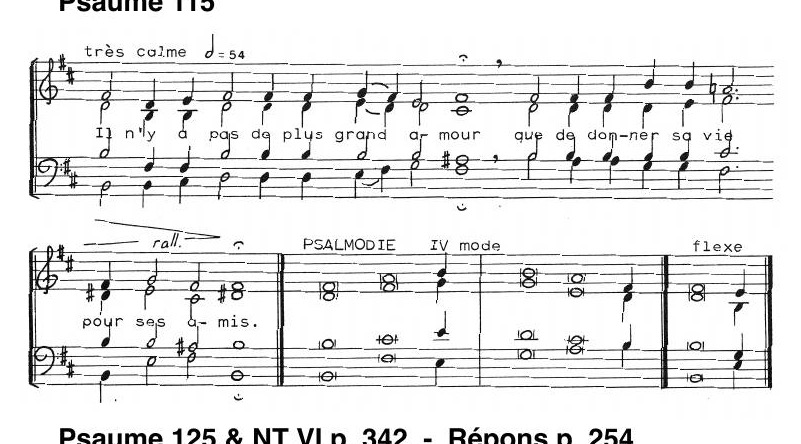 Psaume 115
très calme 𝅗𝅥 = 54
Il n'y a pas de plus grand a- mour que de don-ner sa vie
rall.
PSALMODIE IV mode flexe
pour ses a- mis.
Psaume 125 & NT VI p. 342 - Répons p. 254